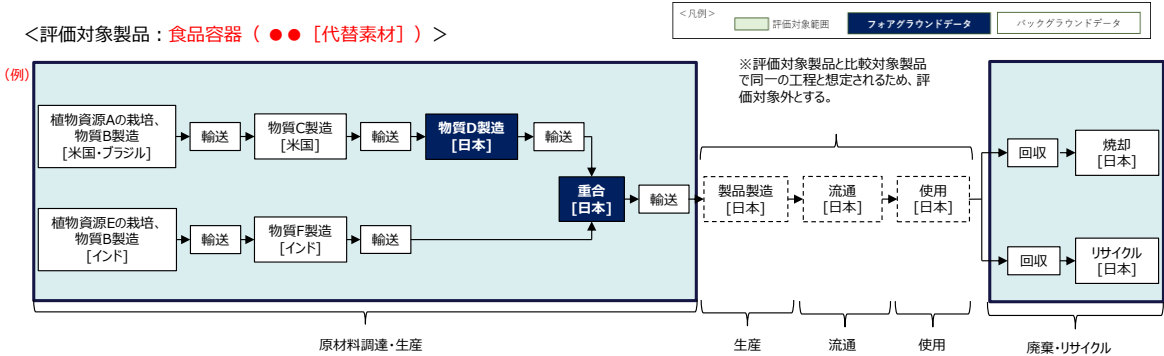 <凡例>
評価対象範囲
フォアグラウンドデータ
バックグラウンドデータ
<評価対象製品：食品容器（ ●● ［代替素材］）>
（例）
※評価対象製品と比較対象製品
で同一の工程と想定されるため、評
価対象外とする。
植物資源Aの栽培、
物質B製造
[米国・ブラジル]
輸送
物質C製造
[米国]
輸送
物質D製造
[日本]
輸送
重合
[日本]
輸送
植物資源Eの栽培、
物質B製造
[インド]
輸送
物質F製造
[インド]
輸送
製品製造
[日本]
流通
[日本]
使用
[日本]
回収
焼却
[日本]
回収
リサイクル
[日本]
原材料調達・生産
生産
流通
使用
廃棄・リサイクル